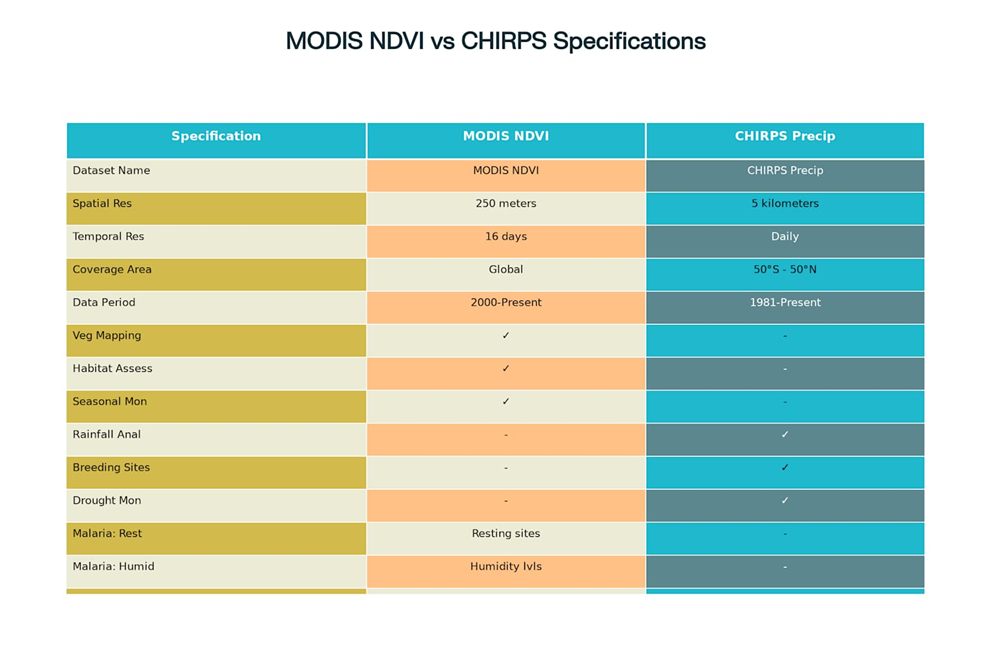 MODIS NDVI vs CHIRPS Specifications
Specification MODIS NDVI CHIRPS Precip
Dataset Name MODIS NDVI CHIRPS Precip
Spatial Res 250 meters 5 kilometers
Temporal Res 16 days Daily
Coverage Area Global 50°S - 50°N
Data Period 2000-Present 1981-Present
Veg Mapping ✓ -
Habitat Assess ✓ -
Seasonal Mon ✓ -
Rainfall Anal - ✓
Breeding Sites - ✓
Drought Mon - ✓
Malaria: Rest Resting sites -
Malaria: Humid Humidity lvls -